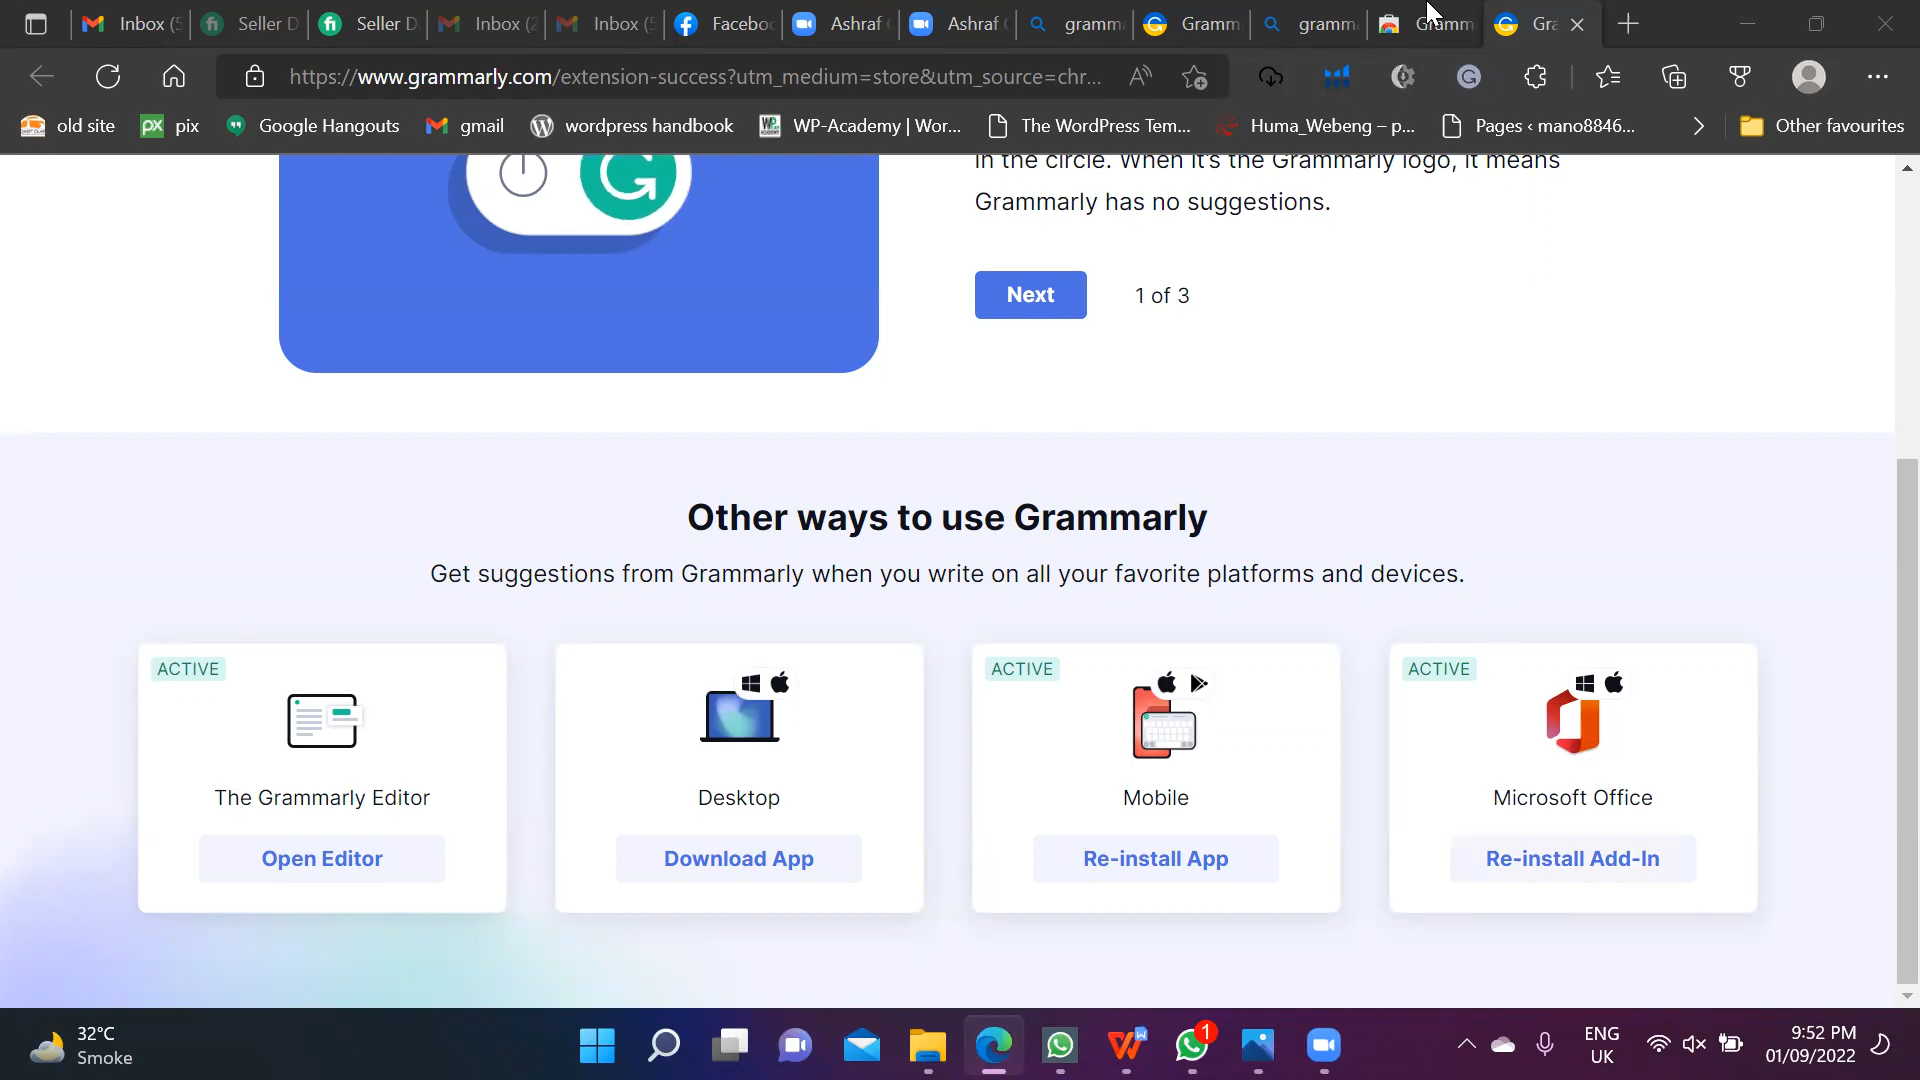 Inbox (5
Seller D
Seller D
Inbox (2
Inbox (5
Faceboo
Ashraf
Ashraf
gramma
Gramm
gramm
Gramm
Gra
https://www.grammarly.com/extension-success?utm_medium=store&utm_source=chr...
old site
pix
Google Hangouts
gmail
wordpress handbook
WP-Academy | Wor...
The WordPress Tem...
Huma_Webeng – p...
Pages ‹ mano8846...
Other favourites
in the circle. When it's the Grammarly logo, it means
Grammarly has no suggestions.
Next
1 of 3
Other ways to use Grammarly
Get suggestions from Grammarly when you write on all your favorite platforms and devices.
ACTIVE
The Grammarly Editor
Open Editor
Desktop
Download App
ACTIVE
Mobile
Re-install App
ACTIVE
Microsoft Office
Re-install Add-In
32°C
Smoke
1
ENG
UK
9:52 PM
01/09/2022